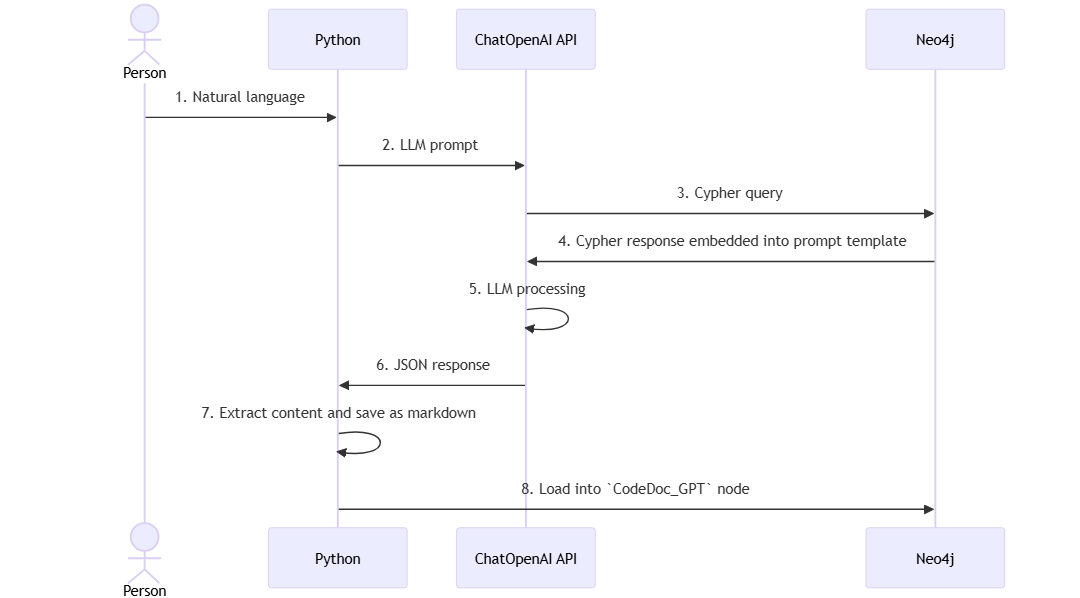 Person
Python
ChatOpenAI API
Neo4j
1. Natural language
2. LLM prompt
3. Cypher query
4. Cypher response embedded into prompt template
5. LLM processing
6. JSON response
7. Extract content and save as markdown
8. Load into `CodeDoc_GPT` node
Person
Python
ChatOpenAI API
Neo4j